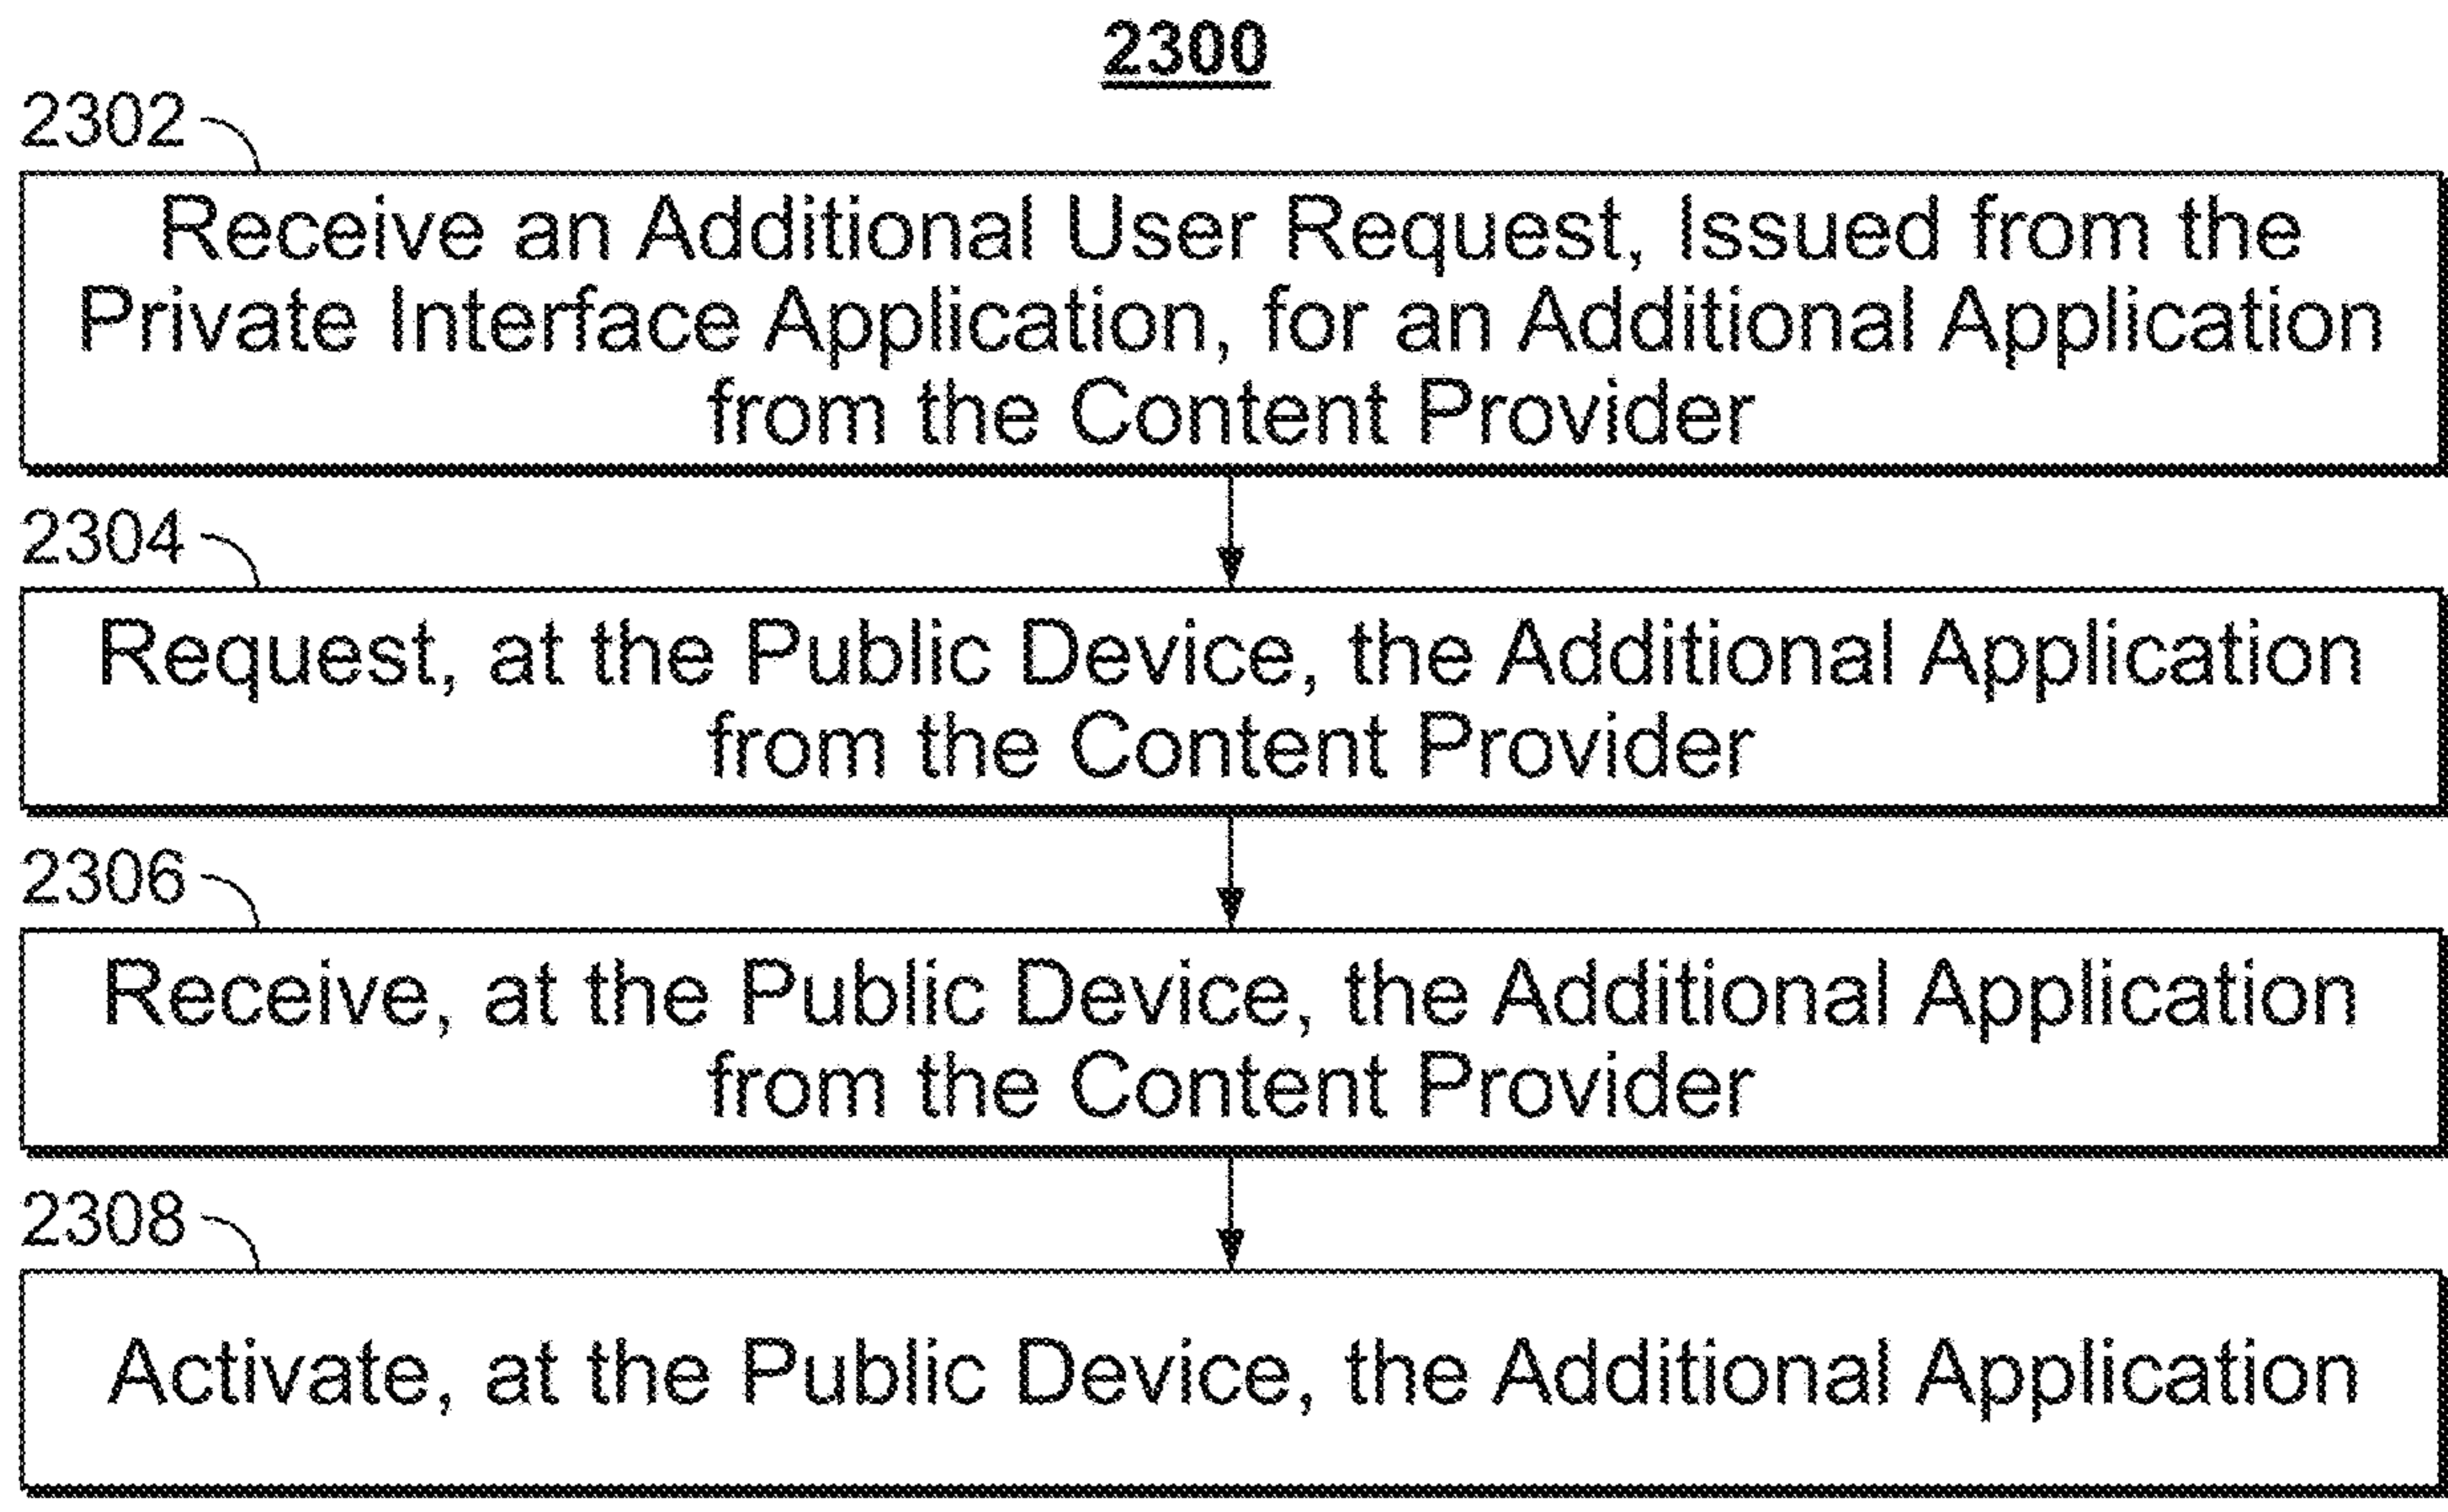 2300
2302
Receive an Additional User Request, Issued from the
Private Interface Application, for an Additional Application
from the Content Provider
2304
Request, at the Public Device, the Additional Application
from the Content Provider
2306
Receive, at the Public Device, the Additional Application
from the Content Provider
2308
Activate, at the Public Device, the Additional Application